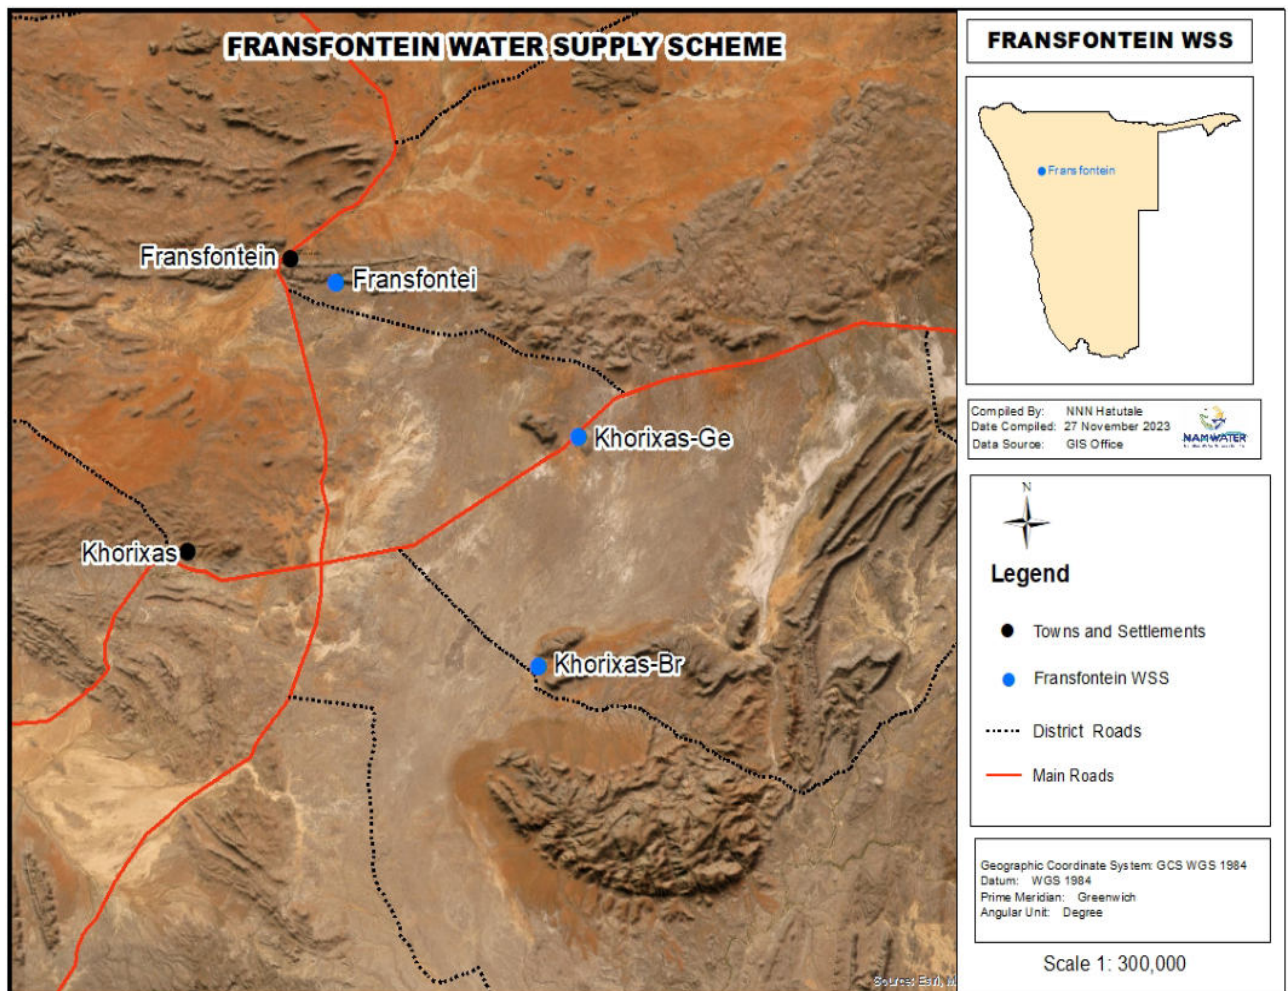 FRANSFONTEIN WATER SUPPLY SCHEME
Fransfontein
Fransfontei
Khorixas-Ge
Khorixas
Khorixas-Br
Source: Esri, M
FRANSFONTEIN WSS
Fransfontein
Compiled By: NNN Hatutale
Date Compiled: 27 November 2023
Data Source: GIS Office
NAMWATER
N
Legend
Towns and Settlements
Fransfontein WSS
District Roads
Main Roads
Geographic Coordinate System: GCS WGS 1984
Datum: WGS 1984
Prime Meridian: Greenwich
Angular Unit: Degree
Scale 1: 300,000